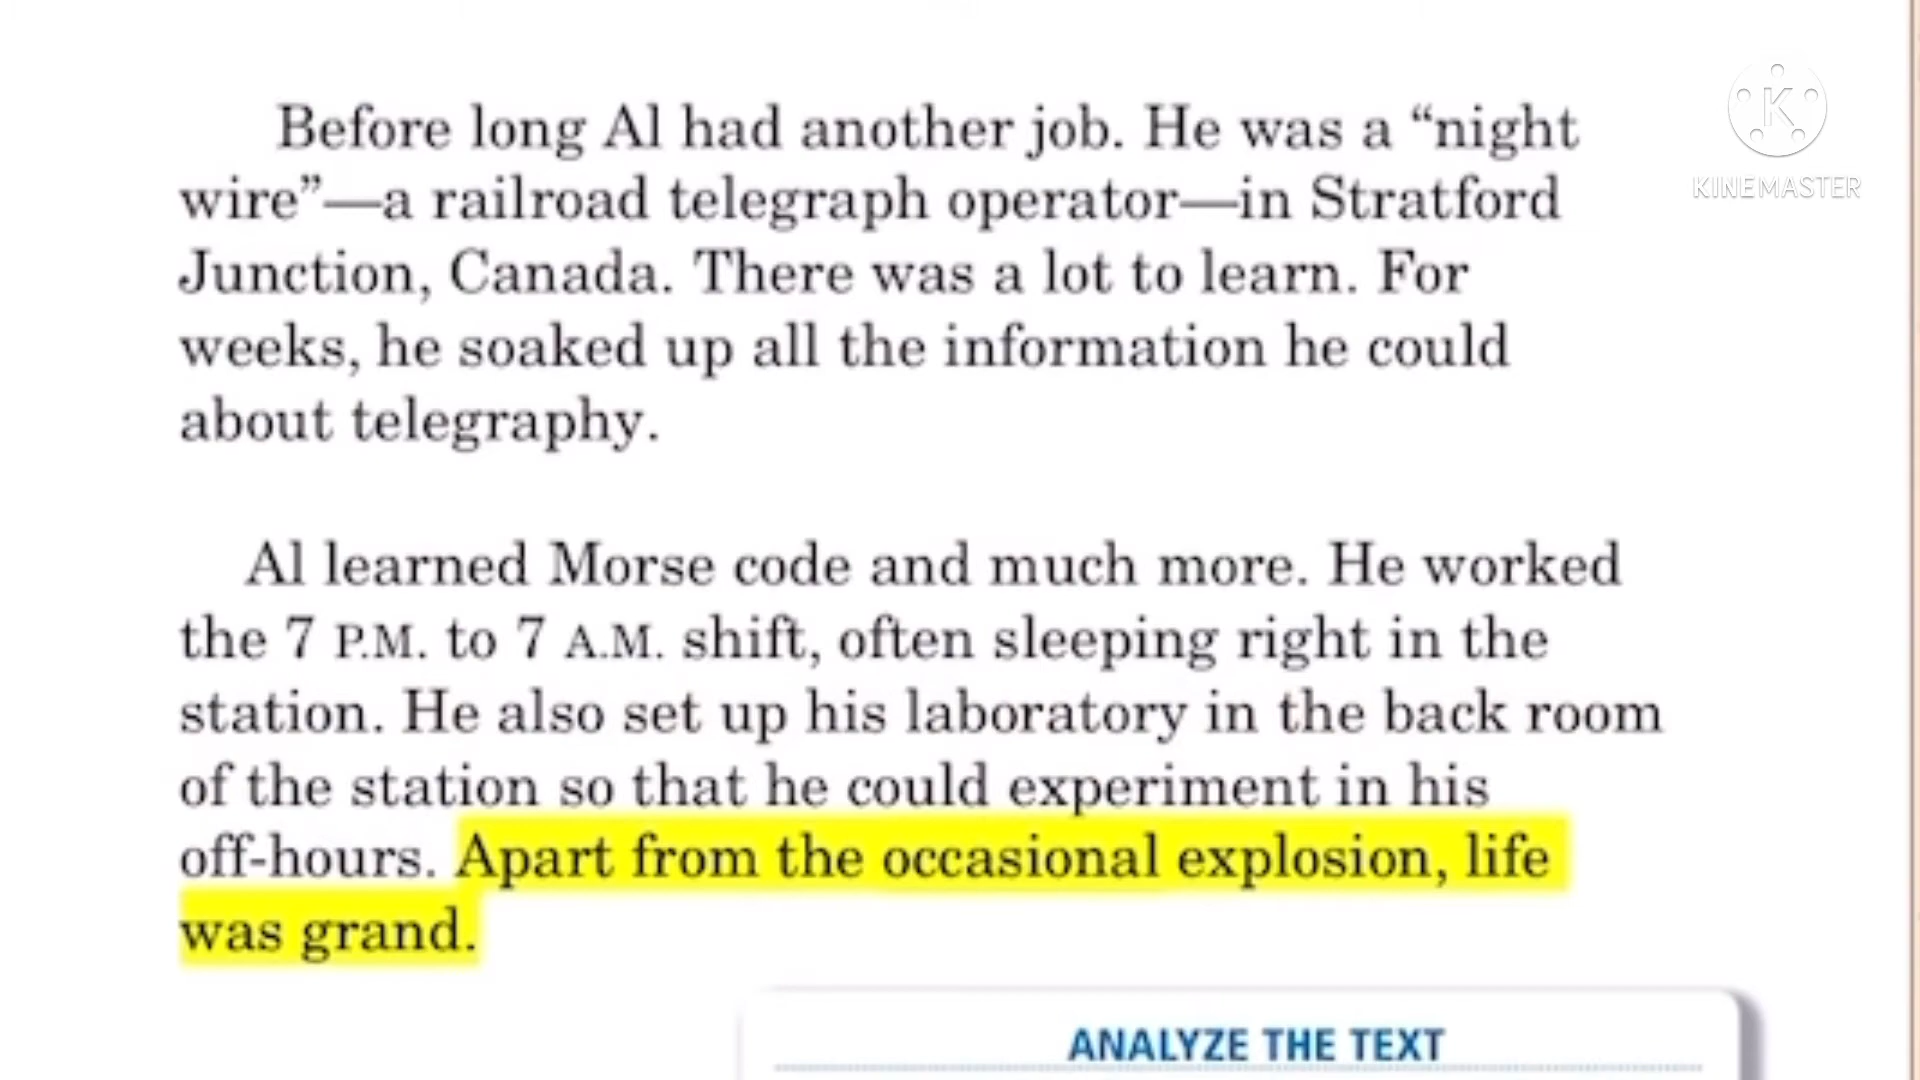 Before long Al had another job. He was a “night
wire”—a railroad telegraph operator—in Stratford
Junction, Canada. There was a lot to learn. For
weeks, he soaked up all the information he could
about telegraphy.
Al learned Morse code and much more. He worked
the 7 P.M. to 7 A.M. shift, often sleeping right in the
station. He also set up his laboratory in the back room
of the station so that he could experiment in his
off-hours. Apart from the occasional explosion, life
was grand.
ANALYZE THE TEXT
K
KINEMASTER